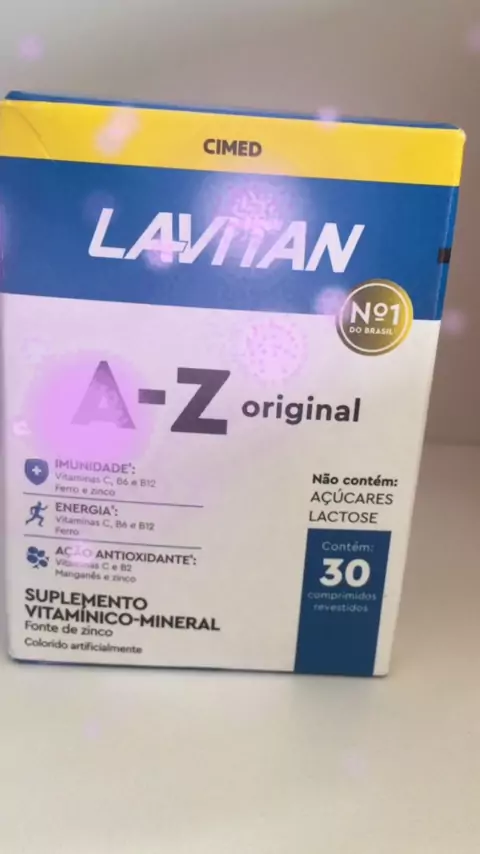 CIMED
LAVITAN
Nº1
DO BRASIL
A-Z original
IMUNIDADE*:
Vitaminas C, B6 e B12
Ferro e zinco
ENERGIA*:
Vitaminas C, B6 e B12
Ferro
AÇÃO ANTIOXIDANTE*:
Vitaminas C e B2
Manganês e zinco
Não contém:
AÇÚCARES
LACTOSE
Contém:
30
comprimidos
revestidos
SUPLEMENTO
VITAMÍNICO-MINERAL
Fonte de zinco
Colorido artificialmente